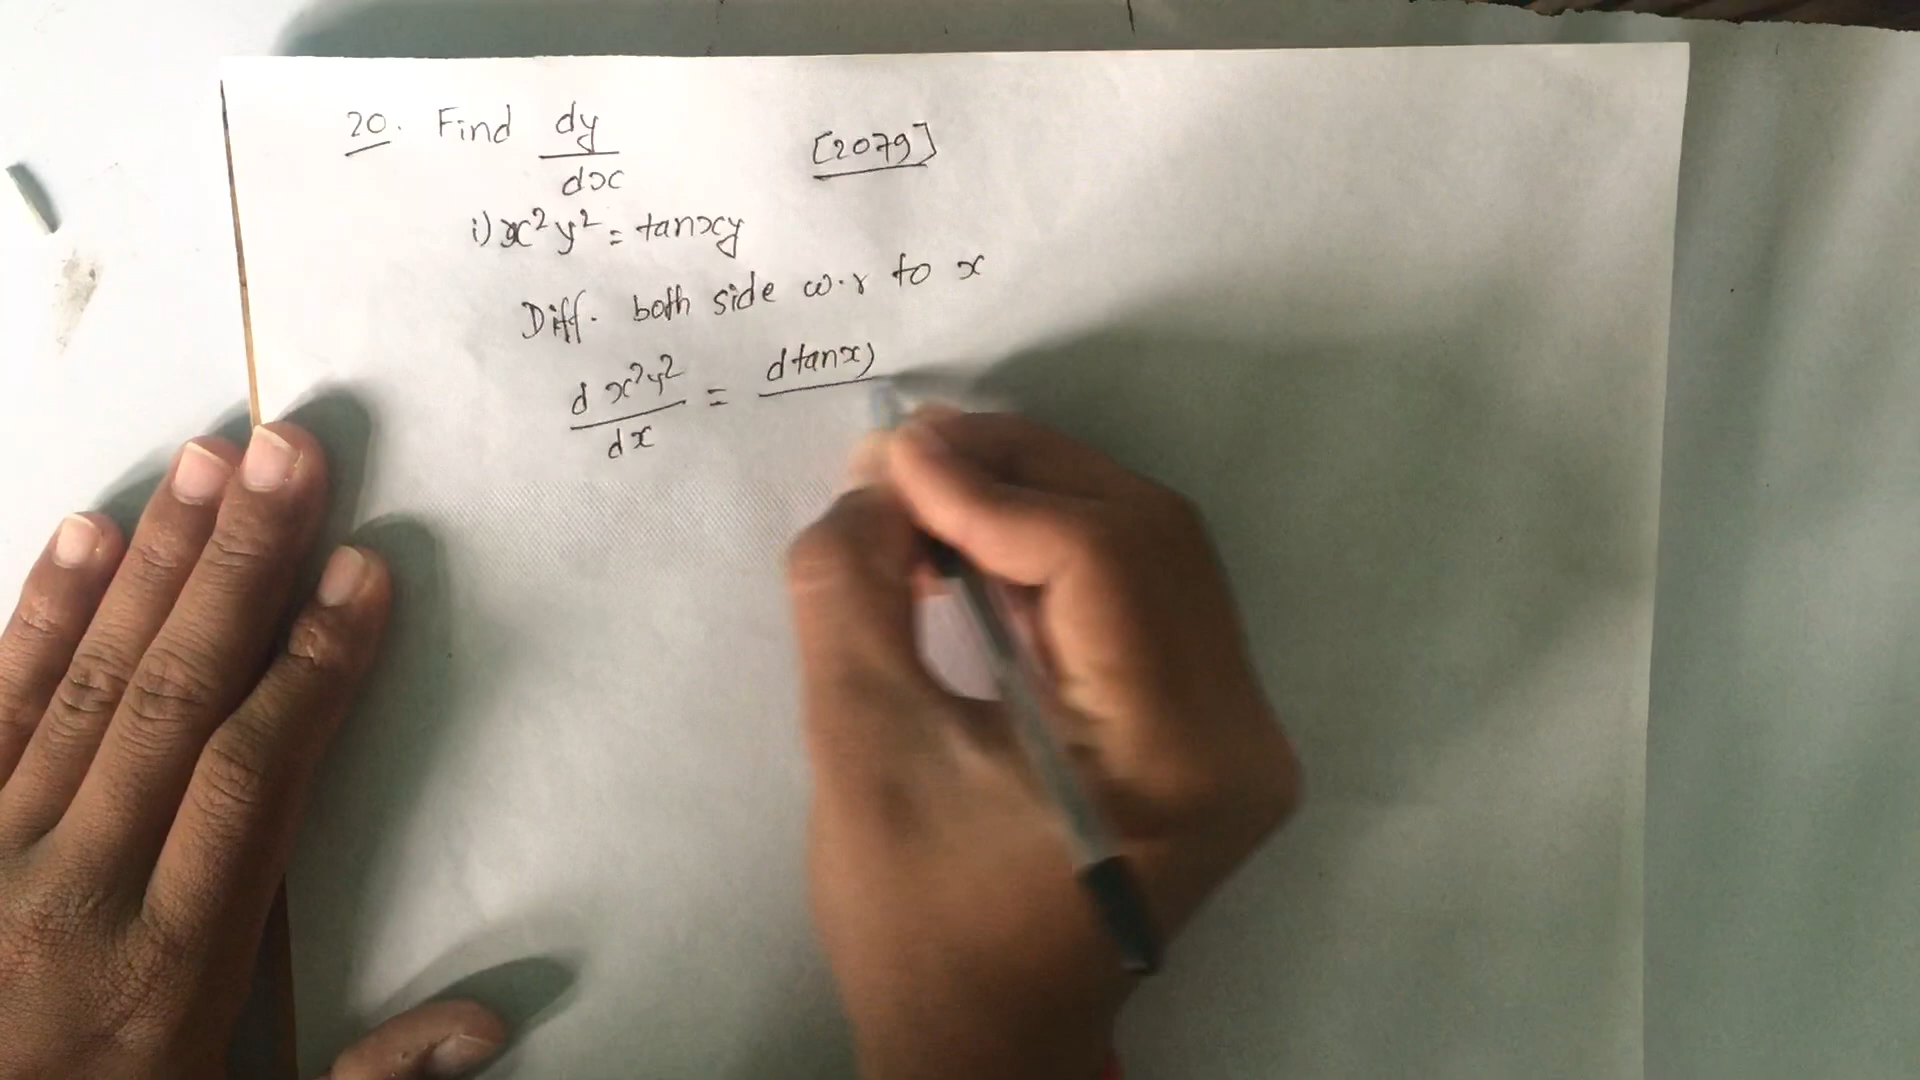 20. Find dy/dx [2079]
i) x²y² = tanxy
Diff. both side w.r to x
d x²y²/dx = d tanx